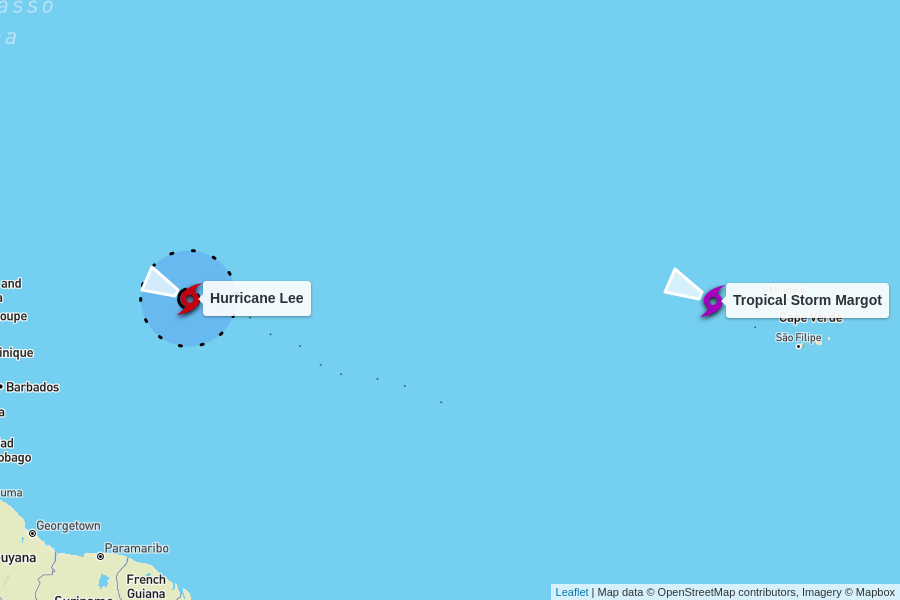 asso
a
Hurricane Lee
Tropical Storm Margot
and
a
oupe
Cape Verde
São Filipe
inique
Barbados
a
ad
obago
uma
Georgetown
Paramaribo
uyana
French
Guiana
Suriname
Leaflet | Map data © OpenStreetMap contributors, Imagery © Mapbox